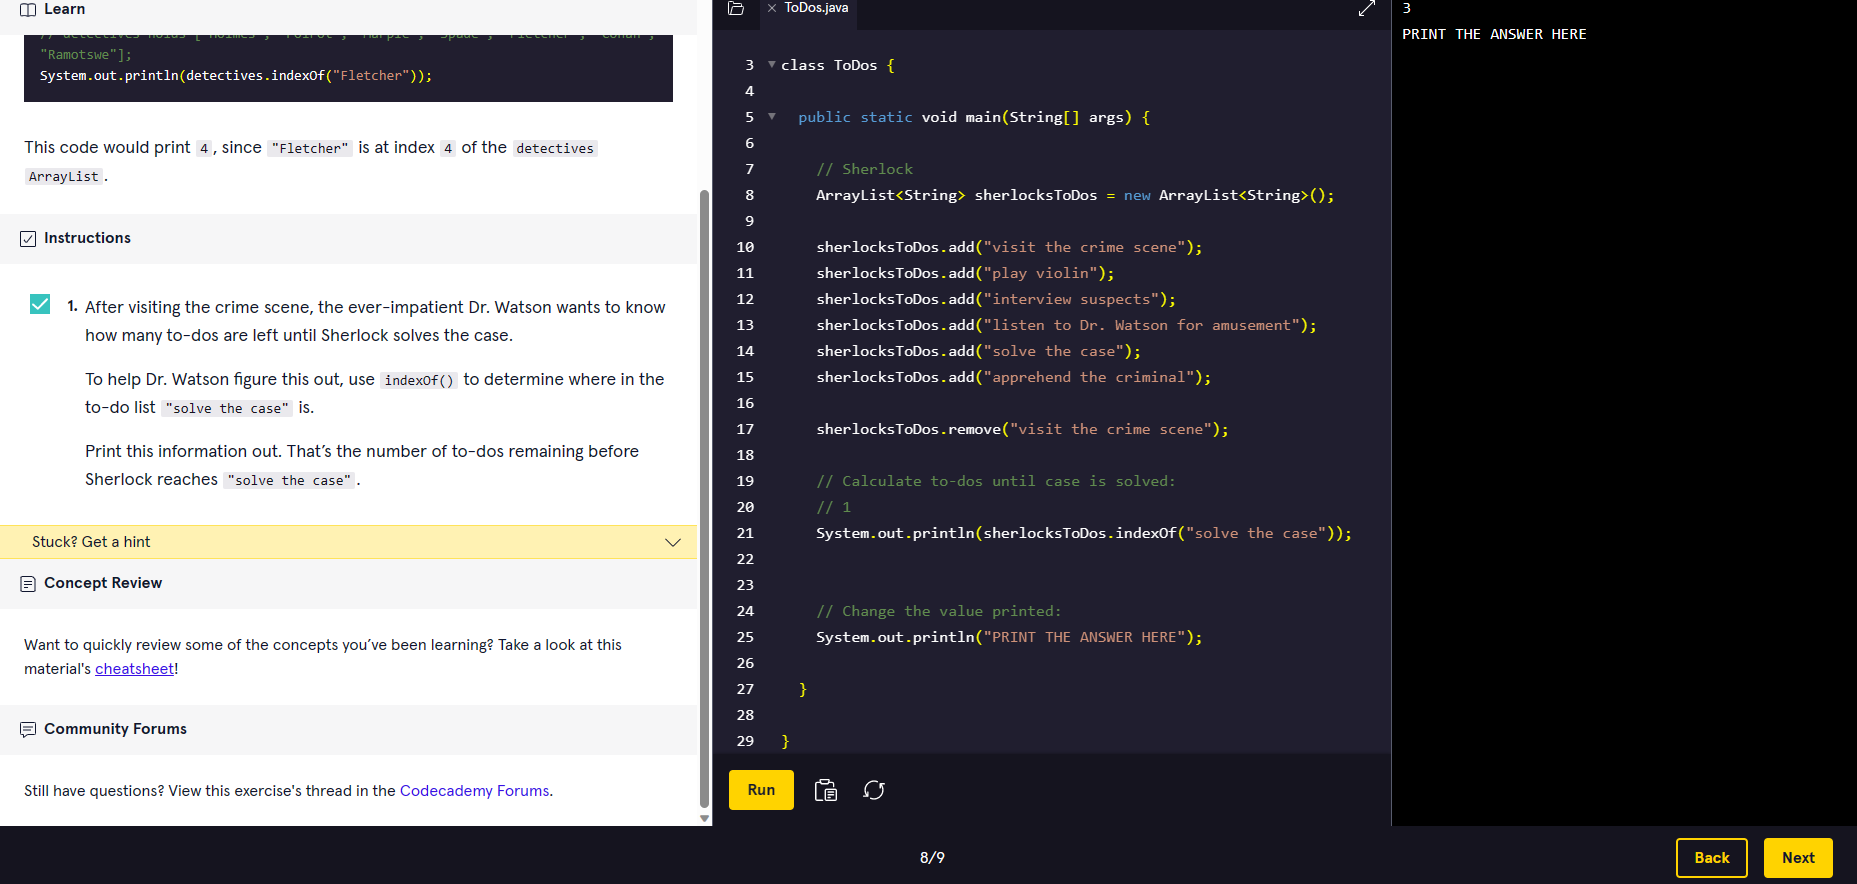 Learn
"Ramotswe"];
System.out.println(detectives.indexOf("Fletcher"));
This code would print 4, since "Fletcher" is at index 4 of the detectives
ArrayList.
Instructions
1. After visiting the crime scene, the ever-impatient Dr. Watson wants to know
how many to-dos are left until Sherlock solves the case.
To help Dr. Watson figure this out, use indexOf() to determine where in the
to-do list "solve the case" is.
Print this information out. That’s the number of to-dos remaining before
Sherlock reaches "solve the case".
Stuck? Get a hint
Concept Review
Want to quickly review some of the concepts you’ve been learning? Take a look at this
material's cheatsheet!
Community Forums
Still have questions? View this exercise's thread in the Codecademy Forums.
ToDos.java
3 class ToDos {
4
5 public static void main(String[] args) {
6
7 // Sherlock
8 ArrayList<String> sherlocksToDos = new ArrayList<String>();
9
10 sherlocksToDos.add("visit the crime scene");
11 sherlocksToDos.add("play violin");
12 sherlocksToDos.add("interview suspects");
13 sherlocksToDos.add("listen to Dr. Watson for amusement");
14 sherlocksToDos.add("solve the case");
15 sherlocksToDos.add("apprehend the criminal");
16
17 sherlocksToDos.remove("visit the crime scene");
18
19 // Calculate to-dos until case is solved:
20 // 1
21 System.out.println(sherlocksToDos.indexOf("solve the case"));
22
23
24 // Change the value printed:
25 System.out.println("PRINT THE ANSWER HERE");
26
27 }
28
29 }
Run
3
PRINT THE ANSWER HERE
8/9
Back
Next